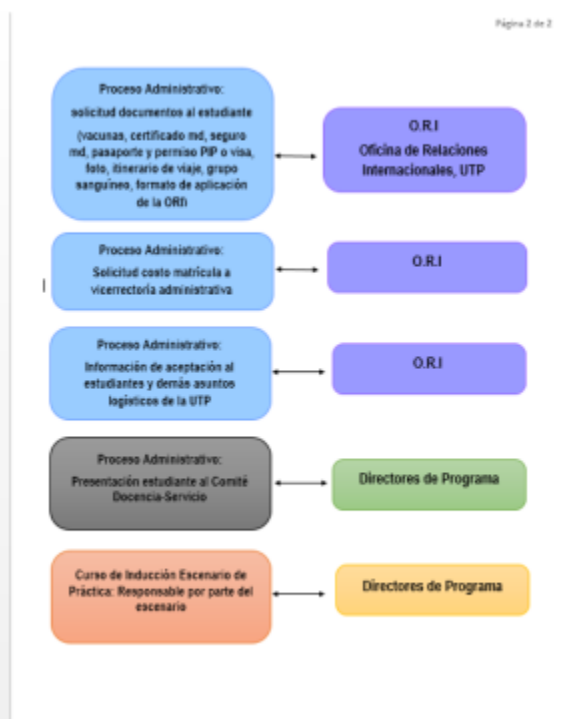 Página 2 de 2
Proceso Administrativo:
solicitud documentos al estudiante
(vacunas, certificado md, seguro
md, pasaporte y permiso PIP o visa,
foto, itinerario de viaje, grupo
sanguíneo, formato de aplicación
de la ORI)
O.R.I
Oficina de Relaciones
Internacionales, UTP
Proceso Administrativo:
Solicitud costo matrícula a
vicerrectoría administrativa
O.R.I
Proceso Administrativo:
Información de aceptación al
estudiantes y demás asuntos
logísticos de la UTP
O.R.I
Proceso Administrativo:
Presentación estudiante al Comité
Docencia-Servicio
Directores de Programa
Curso de Inducción Escenario de
Práctica: Responsable por parte del
escenario
Directores de Programa